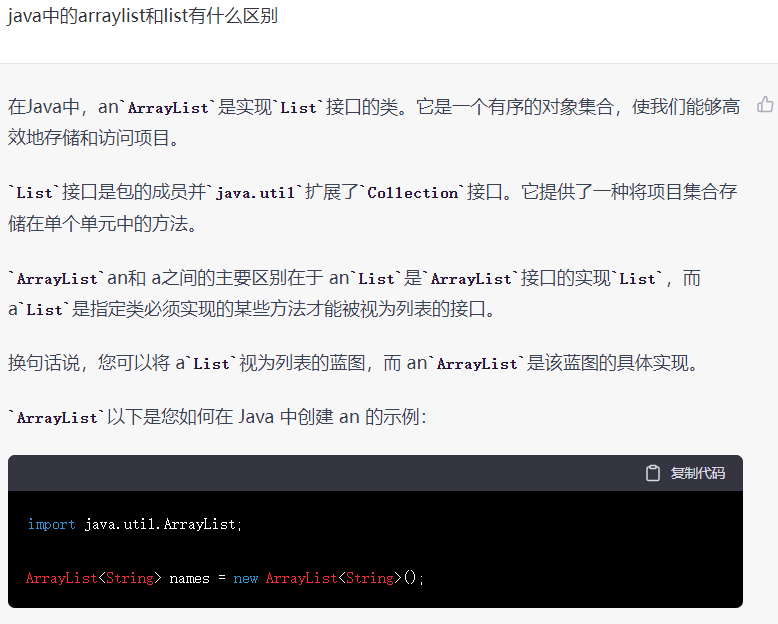 java中的arraylist和list有什么区别
在Java中，an`ArrayList`是实现`List`接口的类。它是一个有序的对象集合，使我们能够高
效地存储和访问项目。
`List`接口是包的成员并`java.util`扩展了`Collection`接口。它提供了一种将项目集合存
储在单个单元中的方法。
`ArrayList`an和 a之间的主要区别在于 an`List`是`ArrayList`接口的实现`List`，而
a`List`是指定类必须实现的某些方法才能被视为列表的接口。
换句话说，您可以将 a`List`视为列表的蓝图，而 an`ArrayList`是该蓝图的具体实现。
`ArrayList`以下是您如何在 Java 中创建 an 的示例：
复制代码
import java.util.ArrayList;
ArrayList<String> names = new ArrayList<String>();